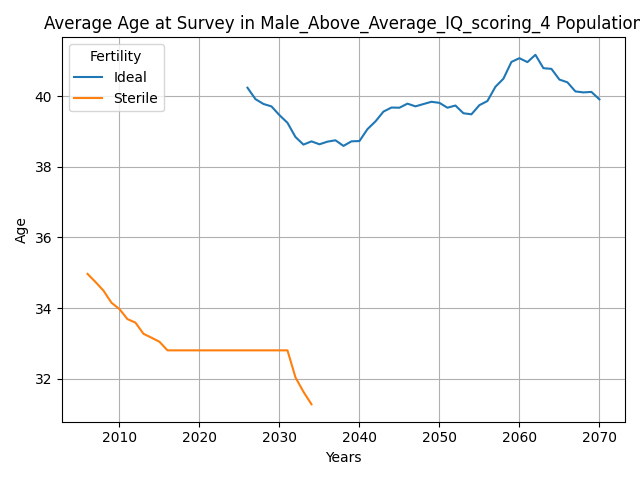 Average Age at Survey in Male_Above_Average_IQ_scoring_4 Population
Fertility
Ideal
Sterile
Age
40
38
36
34
32
2010 2020 2030 2040 2050 2060 2070
Years